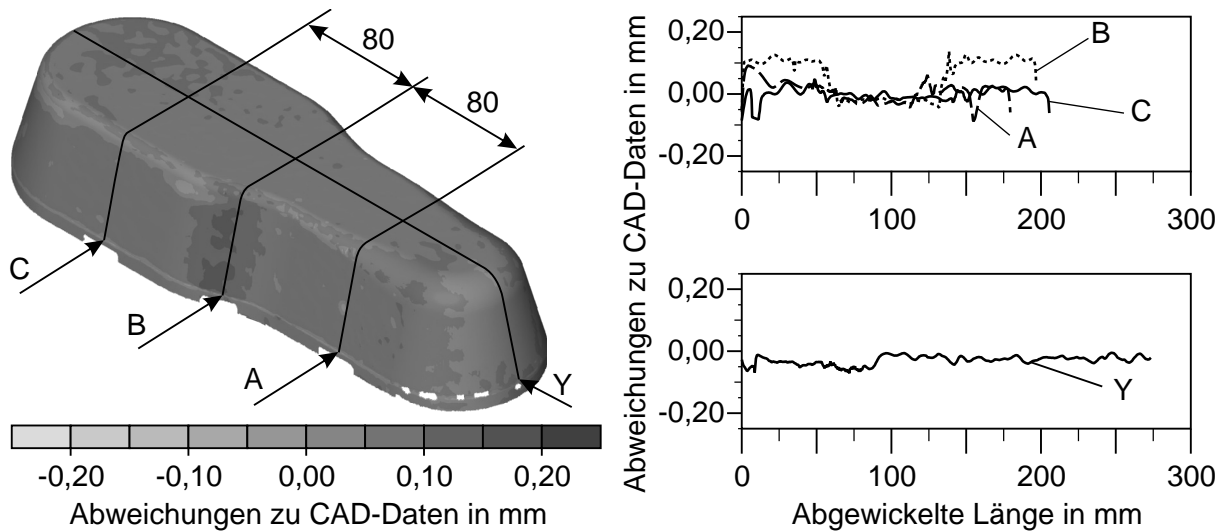 80
80
C
B
A
Y
-0,20 -0,10 0,00 0,10 0,20
Abweichungen zu CAD-Daten in mm
Abweichungen zu CAD-Daten in mm
0,20
0,00
-0,20
B
C
A
0 100 200 300
0,20
0,00
-0,20
Y
0 100 200 300
Abgewickelte Länge in mm